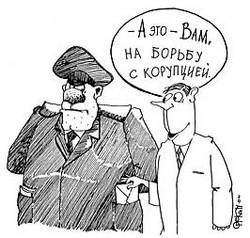 - А это - Вам,
на борьбу
с корупцией.